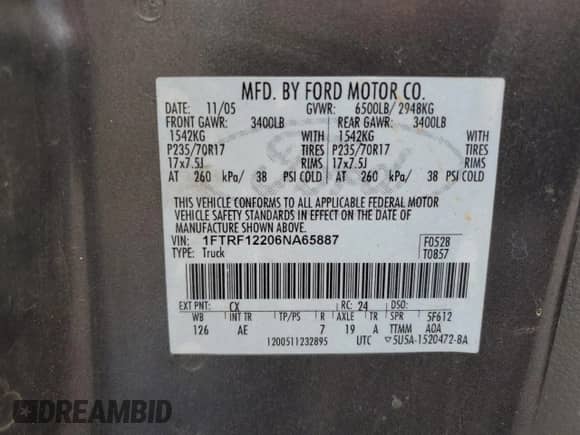 MFD. BY FORD MOTOR CO.
DATE: 11/05 GVWR: 6500LB/2948KG
FRONT GAWR: 3400LB REAR GAWR: 3400LB
1542KG WITH 1542KG WITH
P235/70R17 TIRES P235/70R17 TIRES
17x7.5J RIMS 17x7.5J RIMS
AT 260 kPa/ 38 PSI COLD AT 260 kPa/ 38 PSI COLD
THIS VEHICLE CONFORMS TO ALL APPLICABLE FEDERAL MOTOR
VEHICLE SAFETY STANDARDS IN EFFECT ON THE DATE OF
MANUFACTURE SHOWN ABOVE.
VIN: 1FTRF12206NA65887 F0528
TYPE: Truck T0857
EXT PNT: CX RC: 24 DSO:
WB INT TR TP/PS R AXLE TR SPR 5F612
126 AE 7 19 A TTMM AOA
1200511232895 UTC 5U5A-1520472-BA
DREAMBID